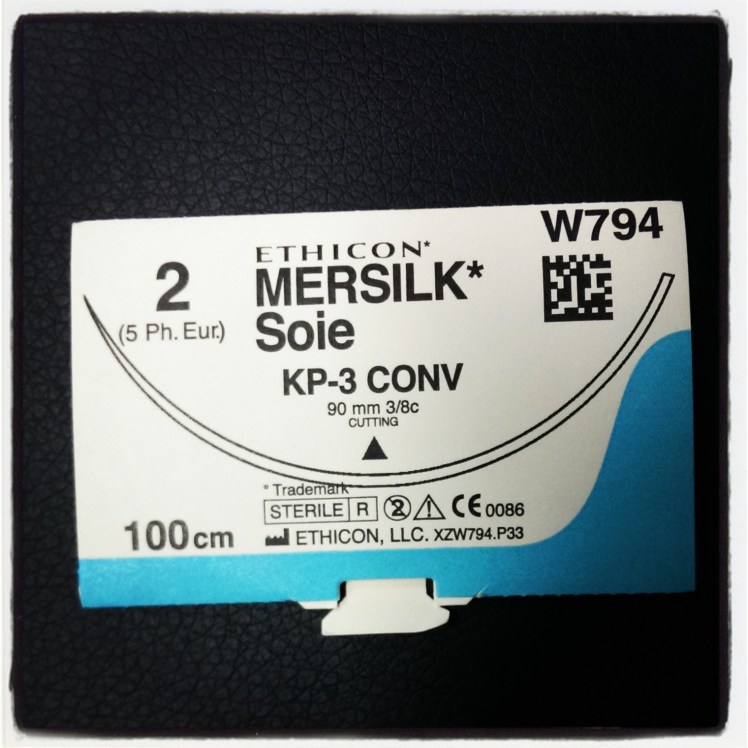 W794
ETHICON*
2
MERSILK*
(5 Ph. Eur.)
Soie
KP-3 CONV
90 mm 3/8c
CUTTING
* Trademark
STERILE R 2 CE 0086
100cm
ETHICON, LLC. XZW794.P33